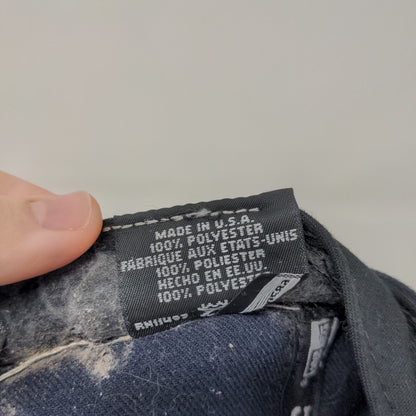 MADE IN U.S.A.
100% POLYESTER
FABRIQUE AUX ETATS-UNIS
100% POLIESTER
HECHO EN EE.UU.
100% POLYESTER